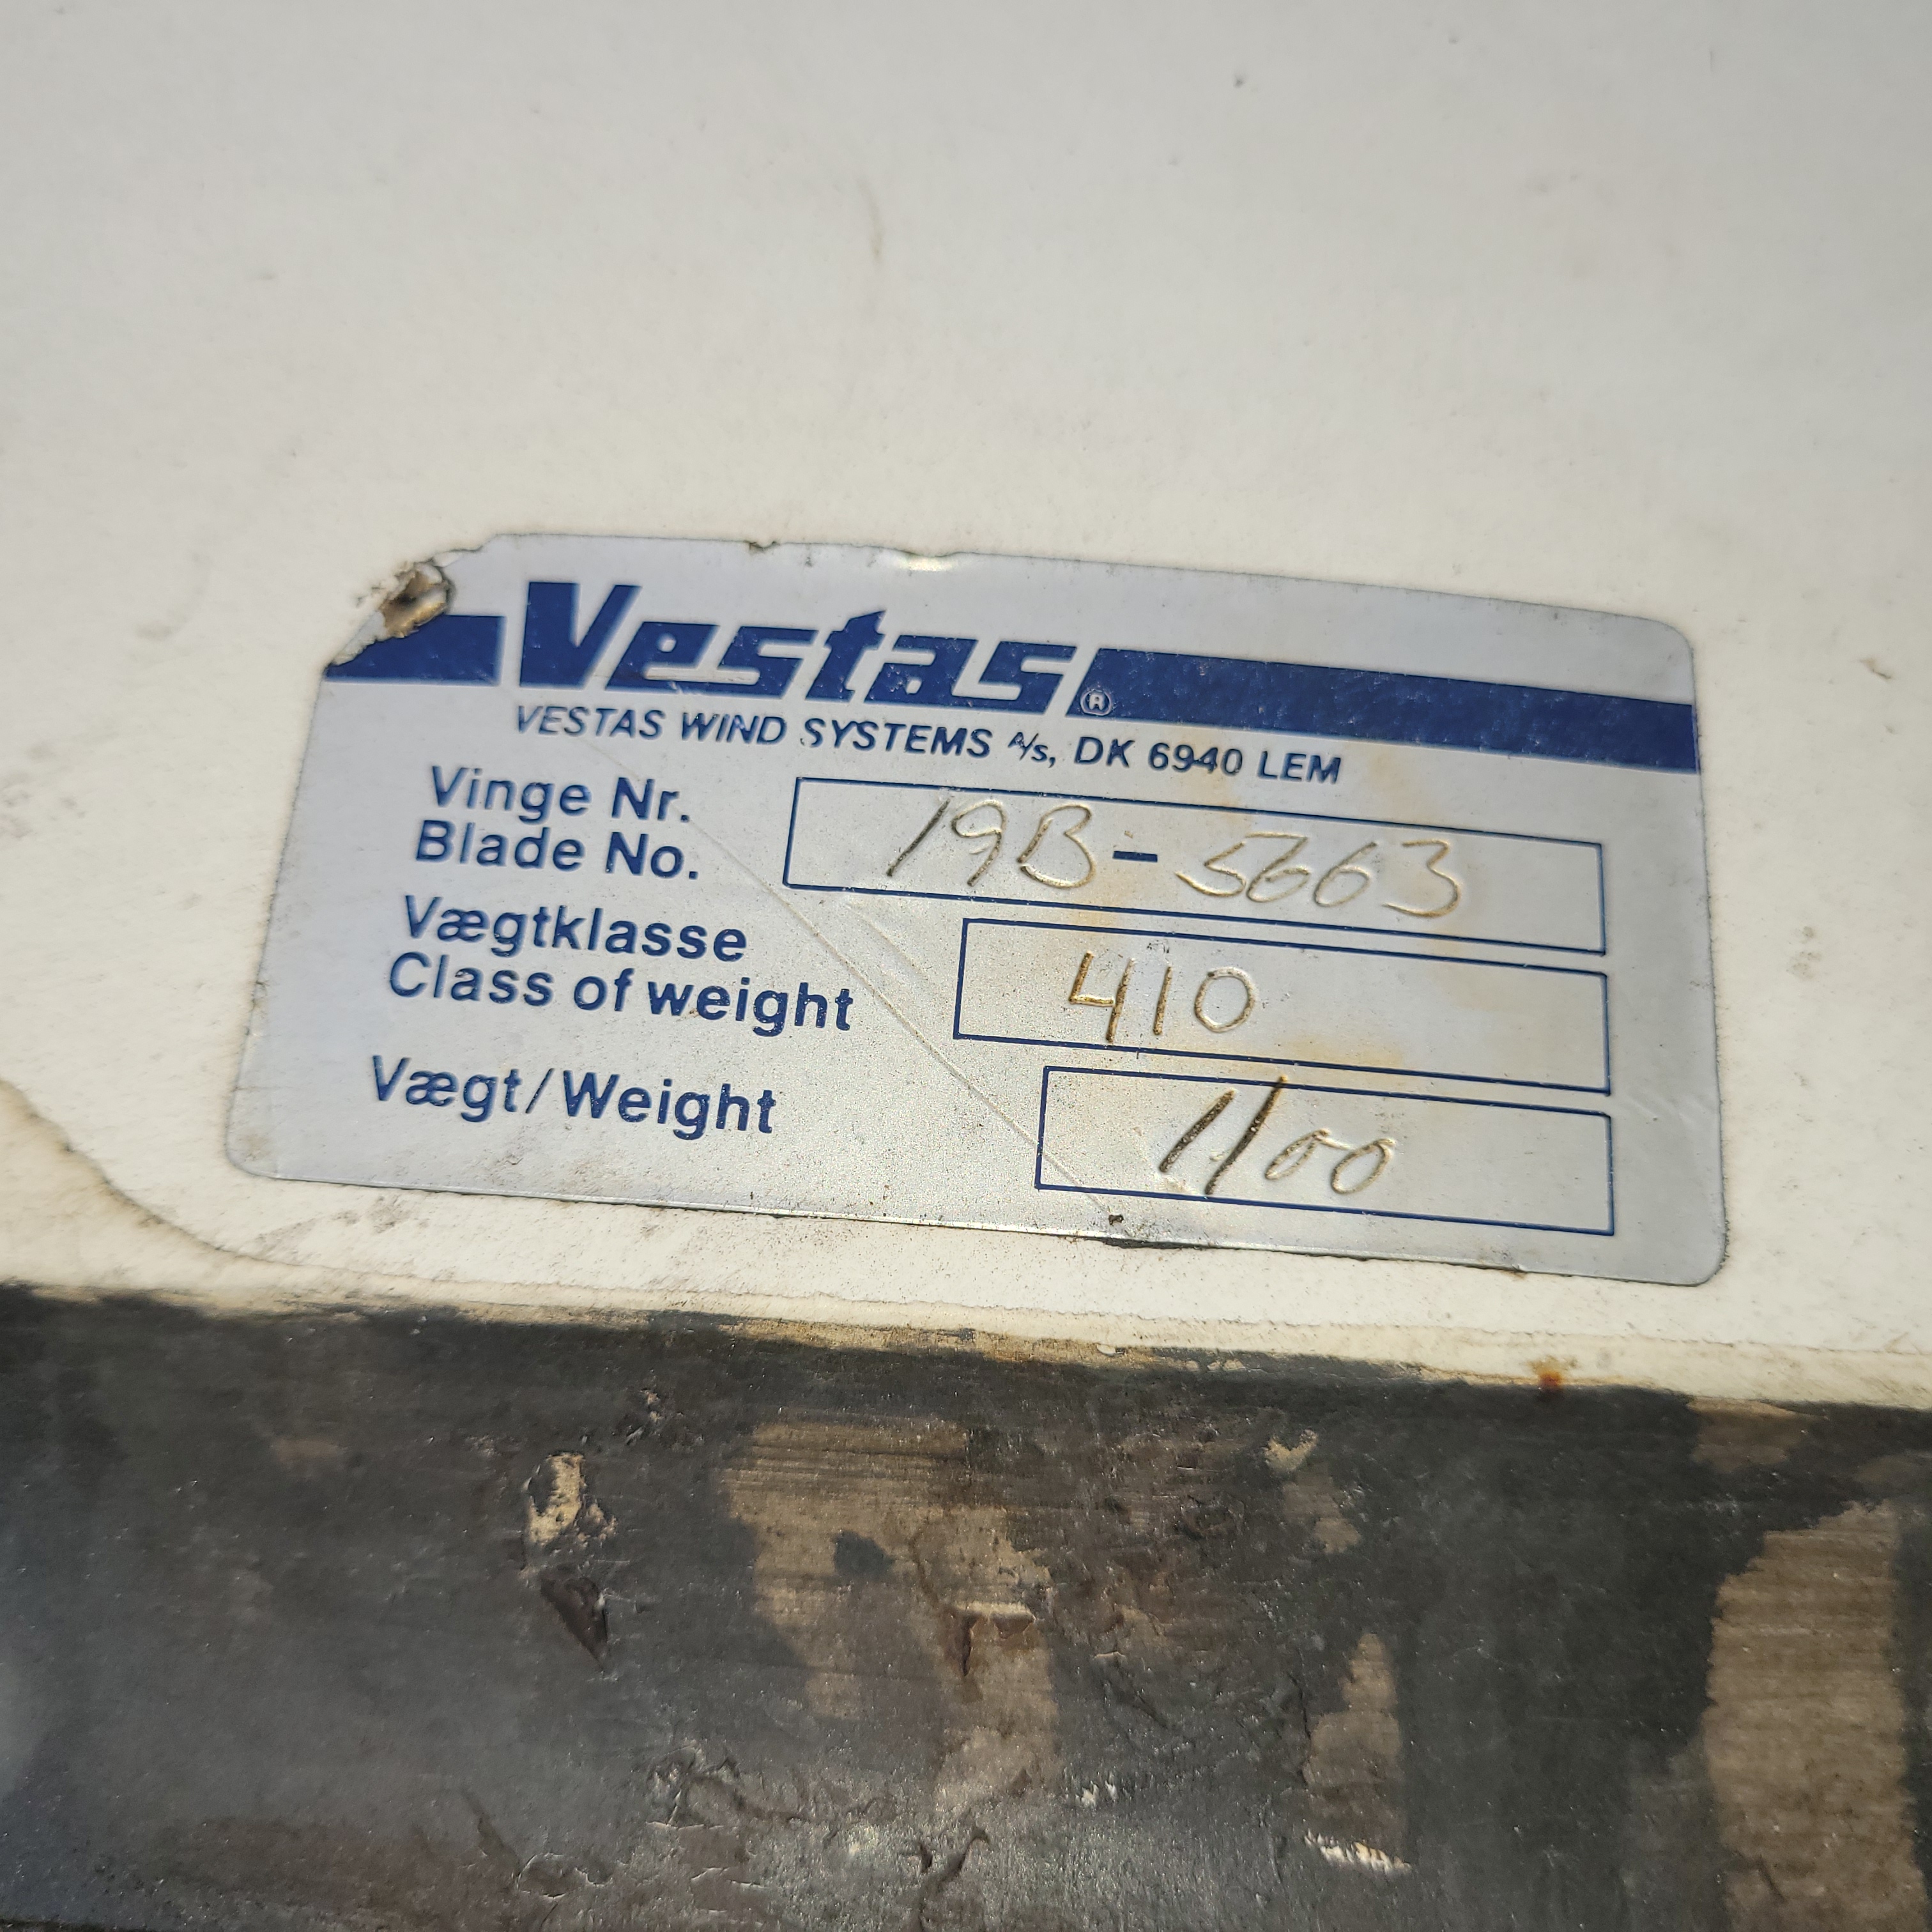 Vestas®
VESTAS WIND SYSTEMS A/S, DK 6940 LEM
Vinge Nr.
Blade No. 19B-5663
Vægtklasse
Class of weight 410
Vægt/Weight 1100